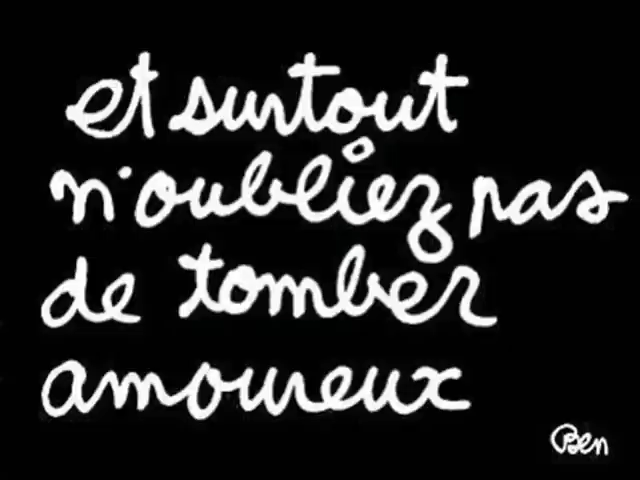 et surtout
n'oubliez pas
de tomber
amoureux
Ben